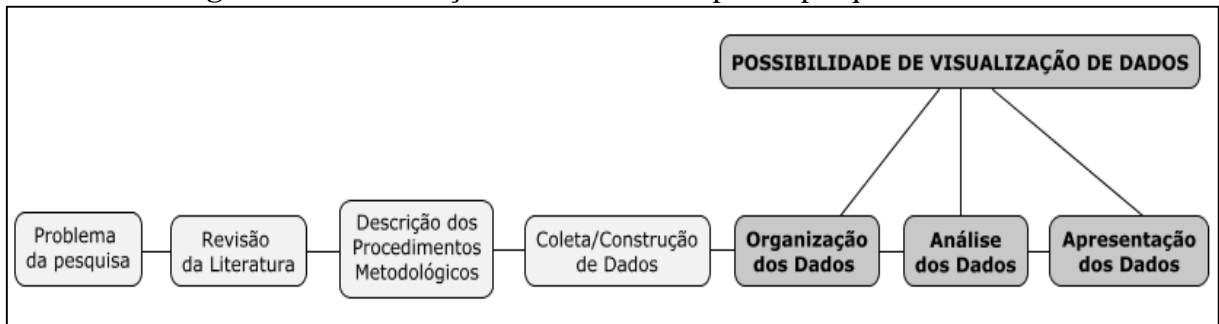 POSSIBILIDADE DE VISUALIZAÇÃO DE DADOS
Problema
da pesquisa
Revisão
da Literatura
Descrição dos
Procedimentos
Metodológicos
Coleta/Construção
de Dados
Organização
dos Dados
Análise
dos Dados
Apresentação
dos Dados